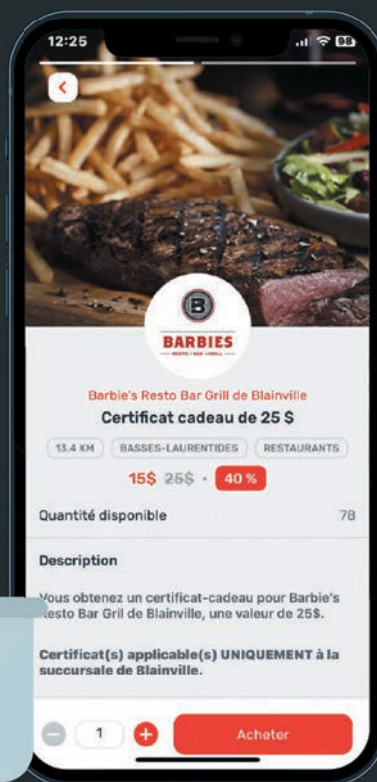 12:25
98
B
BARBIES
RESTO • BAR • GRILL
Barbie's Resto Bar Grill de Blainville
Certificat cadeau de 25 $
13.4 KM BASSES-LAURENTIDES RESTAURANTS
15$ 25$ • 40 %
Quantité disponible 78
Description
Vous obtenez un certificat-cadeau pour Barbie's
Resto Bar Gril de Blainville, une valeur de 25$.
Certificat(s) applicable(s) UNIQUEMENT à la
succursale de Blainville.
1 Acheter